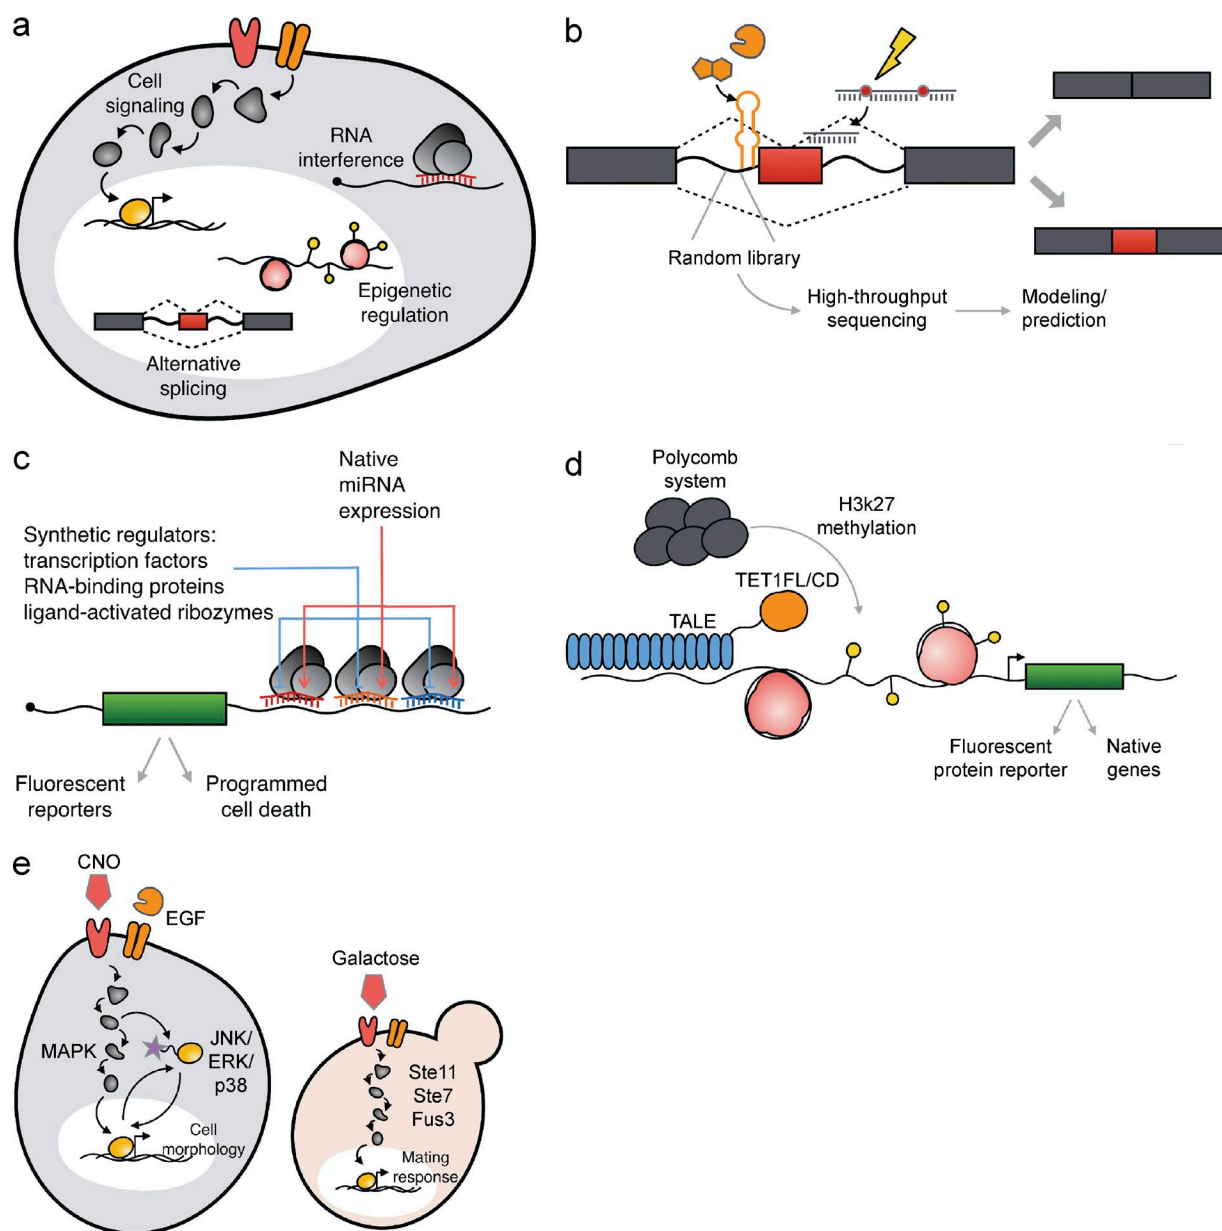 a
Cell
signaling
RNA
interference
Epigenetic
regulation
Alternative
splicing
b
Random library
High-throughput
sequencing
Modeling/
prediction
c
Native
miRNA
expression
Synthetic regulators:
transcription factors
RNA-binding proteins
ligand-activated ribozymes
Fluorescent
reporters
Programmed
cell death
d
Polycomb
system
H3k27
methylation
TET1FL/CD
TALE
Fluorescent
protein reporter
Native
genes
e
CNO
EGF
MAPK
JNK/
ERK/
p38
Cell
morphology
Galactose
Ste11
Ste7
Fus3
Mating
response